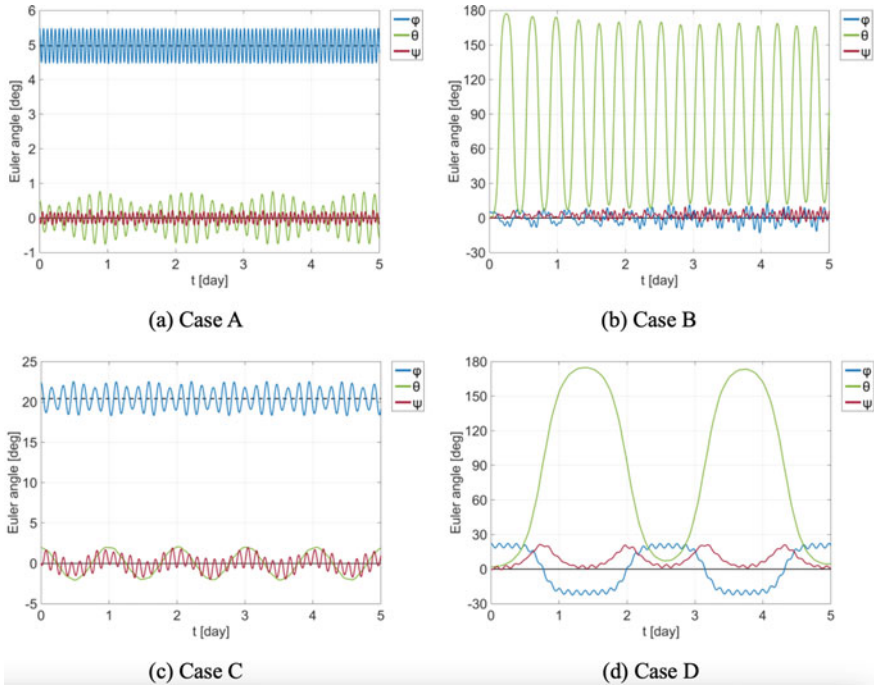 6
5
4
3
2
1
0
-1
Euler angle [deg]
0 1 2 3 4 5
t [day]
φ
θ
ψ
(a) Case A
180
150
120
90
60
30
0
-30
Euler angle [deg]
0 1 2 3 4 5
t [day]
φ
θ
ψ
(b) Case B
25
20
15
10
5
0
-5
Euler angle [deg]
0 1 2 3 4 5
t [day]
φ
θ
ψ
(c) Case C
180
150
120
90
60
30
0
-30
Euler angle [deg]
0 1 2 3 4 5
t [day]
φ
θ
ψ
(d) Case D